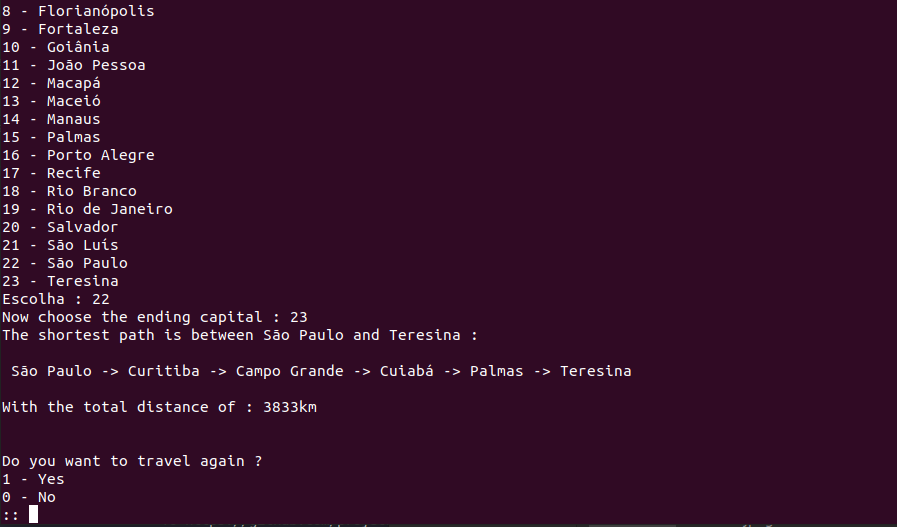 8 - Florianópolis
9 - Fortaleza
10 - Goiânia
11 - João Pessoa
12 - Macapá
13 - Maceió
14 - Manaus
15 - Palmas
16 - Porto Alegre
17 - Recife
18 - Rio Branco
19 - Rio de Janeiro
20 - Salvador
21 - São Luís
22 - São Paulo
23 - Teresina
Escolha : 22
Now choose the ending capital : 23
The shortest path is between São Paulo and Teresina :
São Paulo -> Curitiba -> Campo Grande -> Cuiabá -> Palmas -> Teresina
With the total distance of : 3833km
Do you want to travel again ?
1 - Yes
0 - No
::